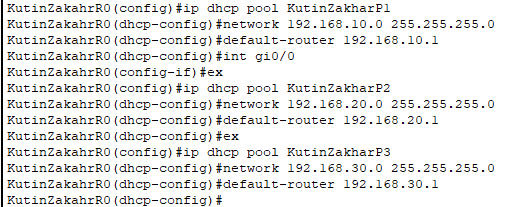 KutinZakahrR0(config)#ip dhcp pool KutinZakharP1
KutinZakahrR0(dhcp-config)#network 192.168.10.0 255.255.255.0
KutinZakahrR0(dhcp-config)#default-router 192.168.10.1
KutinZakahrR0(dhcp-config)#int gi0/0
KutinZakahrR0(config-if)#ex
KutinZakahrR0(config)#ip dhcp pool KutinZakharP2
KutinZakahrR0(dhcp-config)#network 192.168.20.0 255.255.255.0
KutinZakahrR0(dhcp-config)#default-router 192.168.20.1
KutinZakahrR0(dhcp-config)#ex
KutinZakahrR0(config)#ip dhcp pool KutinZakharP3
KutinZakahrR0(dhcp-config)#network 192.168.30.0 255.255.255.0
KutinZakahrR0(dhcp-config)#default-router 192.168.30.1
KutinZakahrR0(dhcp-config)#